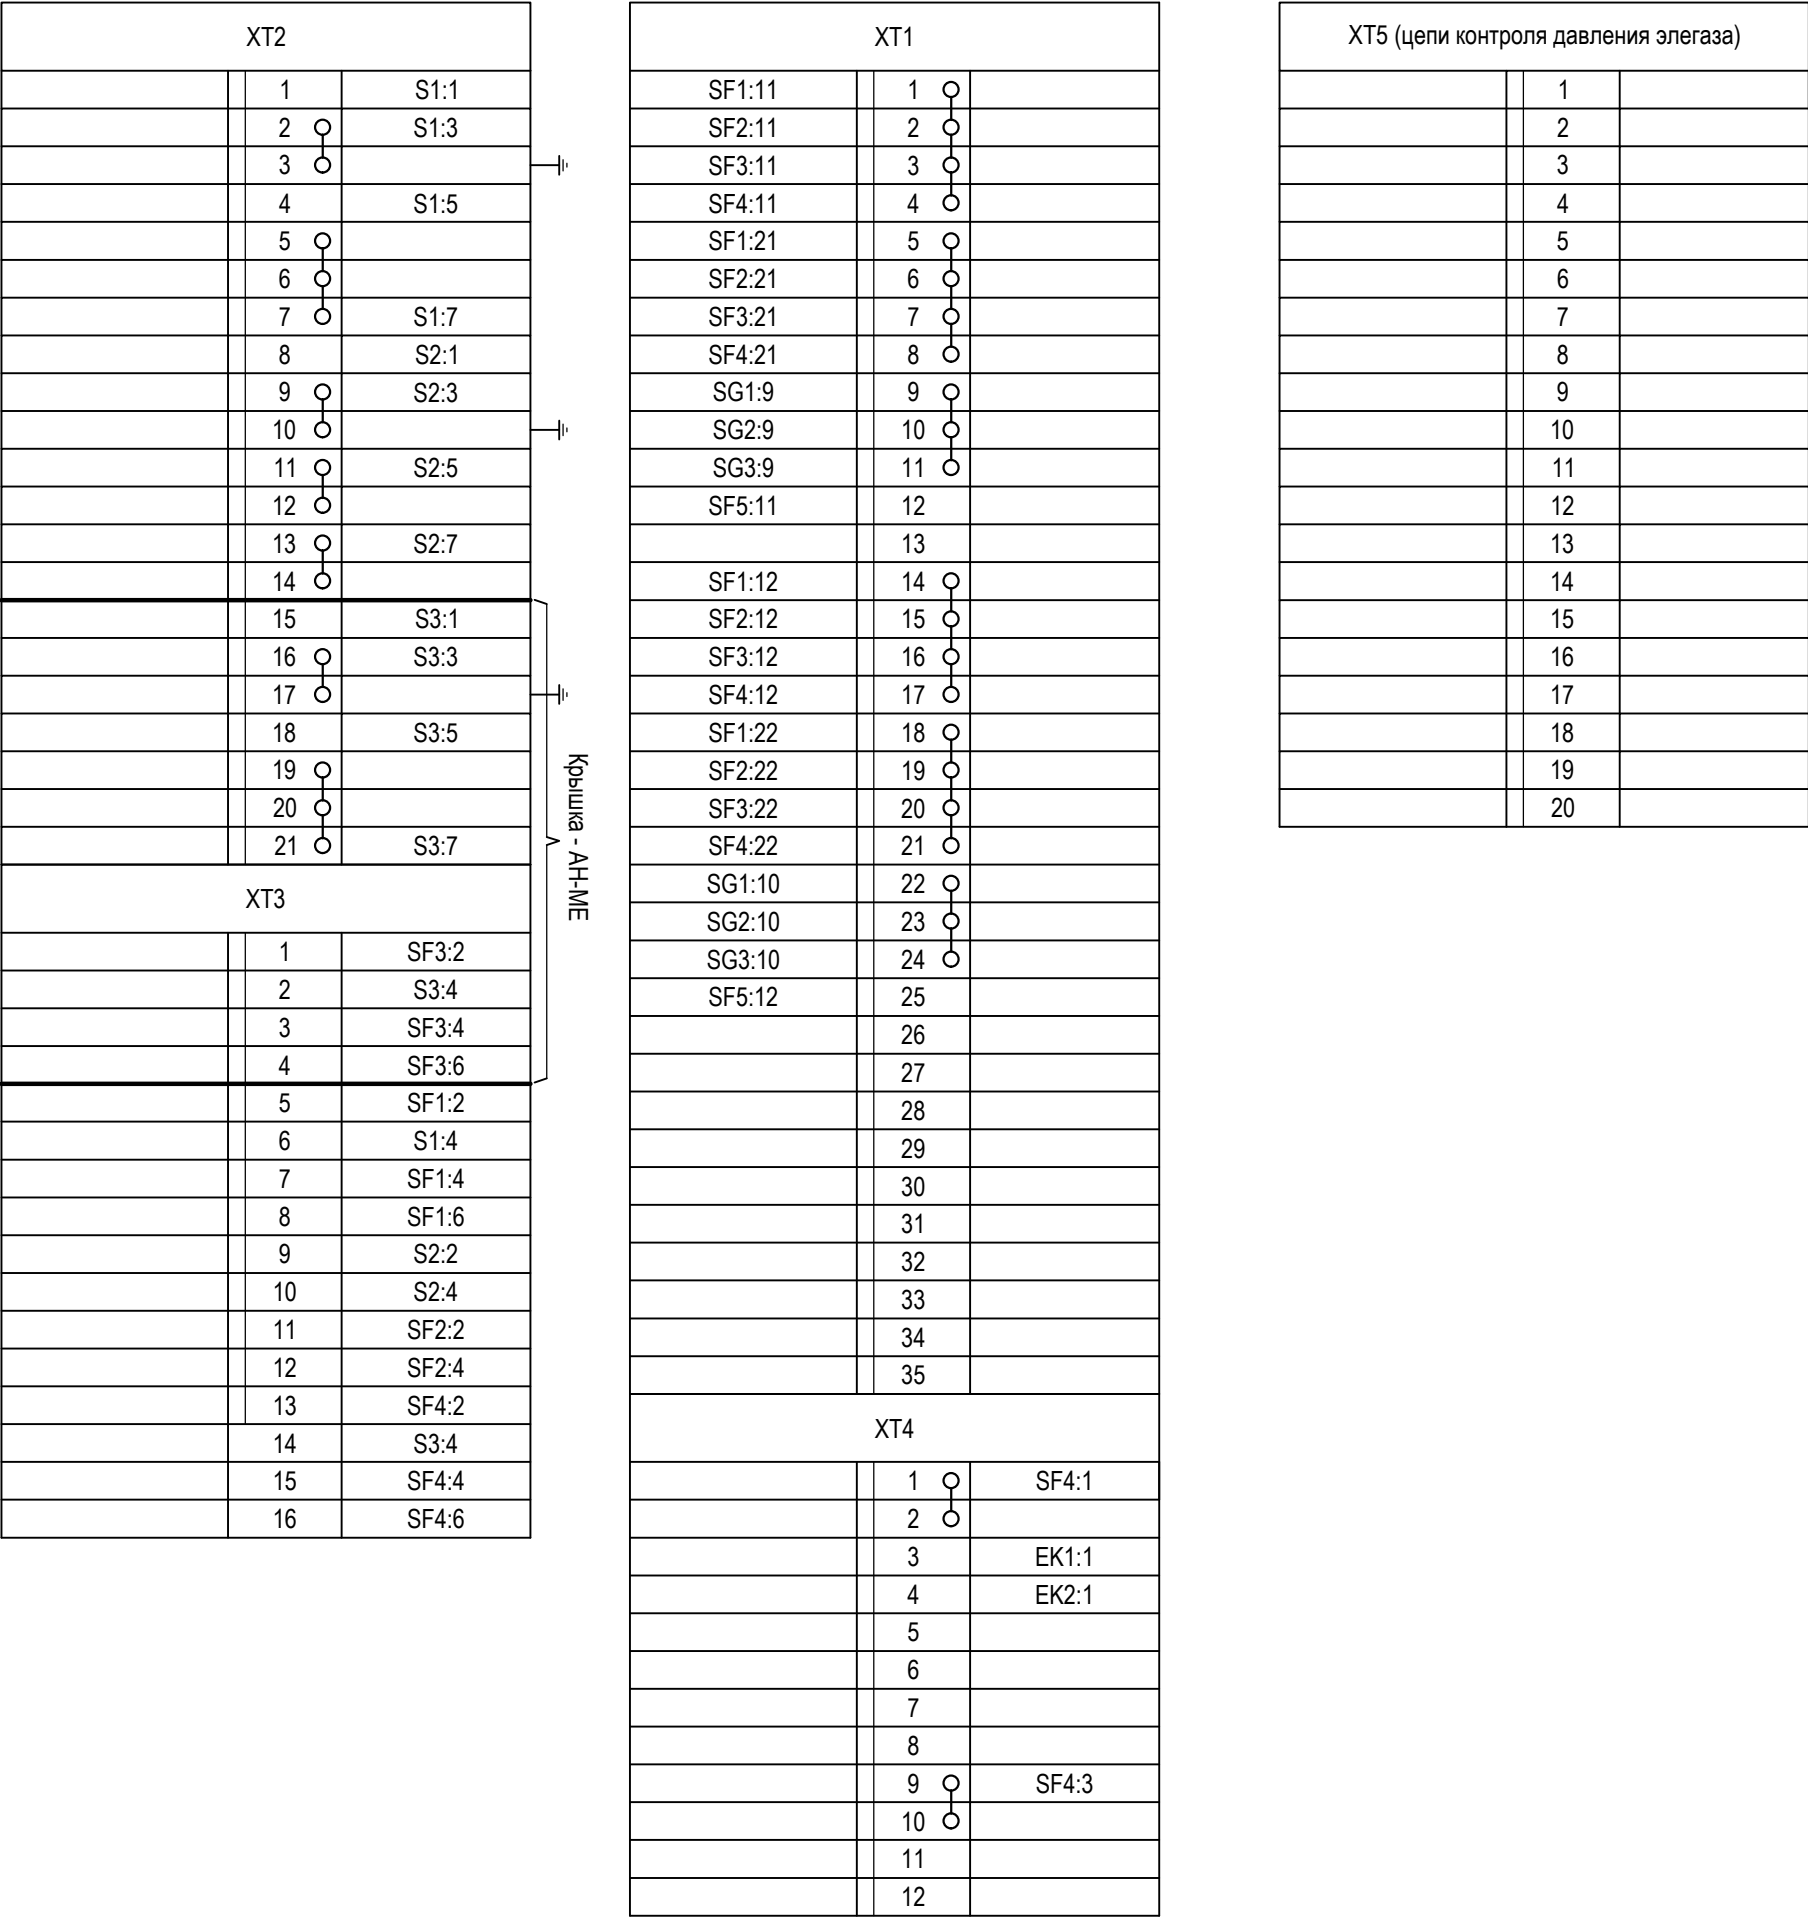 XT2
1 S1:1
2 S1:3
3
4 S1:5
5
6
7 S1:7
8 S2:1
9 S2:3
10
11 S2:5
12
13 S2:7
14
15 S3:1
16 S3:3
17
18 S3:5
19
20
21 S3:7
XT3
1 SF3:2
2 S3:4
3 SF3:4
4 SF3:6
5 SF1:2
6 S1:4
7 SF1:4
8 SF1:6
9 S2:2
10 S2:4
11 SF2:2
12 SF2:4
13 SF4:2
14 S3:4
15 SF4:4
16 SF4:6
Крышка - АН-МЕ
XT1
SF1:11 1
SF2:11 2
SF3:11 3
SF4:11 4
SF1:21 5
SF2:21 6
SF3:21 7
SF4:21 8
SG1:9 9
SG2:9 10
SG3:9 11
SF5:11 12
13
SF1:12 14
SF2:12 15
SF3:12 16
SF4:12 17
SF1:22 18
SF2:22 19
SF3:22 20
SF4:22 21
SG1:10 22
SG2:10 23
SG3:10 24
SF5:12 25
26
27
28
29
30
31
32
33
34
35
XT4
1 SF4:1
2
3 EK1:1
4 EK2:1
5
6
7
8
9 SF4:3
10
11
12
XT5 (цепи контроля давления элегаза)
1
2
3
4
5
6
7
8
9
10
11
12
13
14
15
16
17
18
19
20